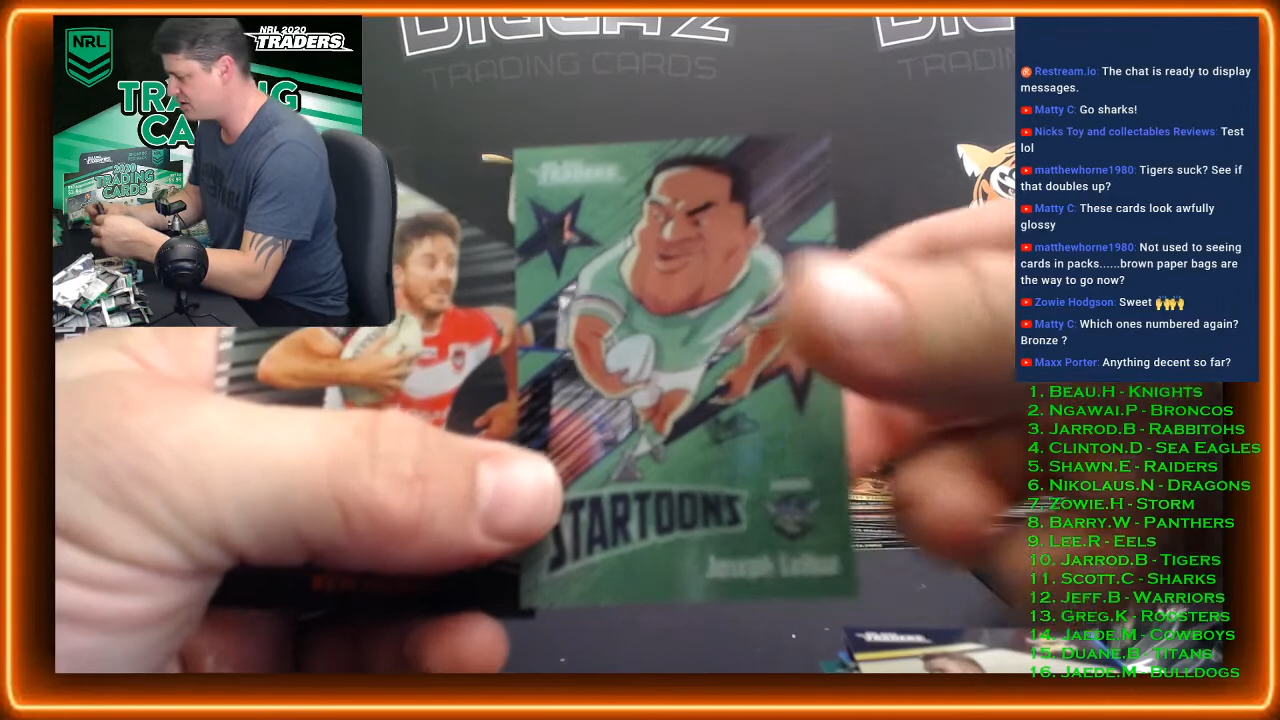 NRL
NRL 2020
TRADERS
2020
TRADING
CARDS
TRADING CARDS
TRADING
STARTOONS
TRADERS
Restream.io: The chat is ready to display
messages.
Matty C: Go sharks!
Nicks Toy and collectables Reviews: Test
lol
matthewhorne1980: Tigers suck? See if
that doubles up?
Matty C: These cards look awfully
glossy
matthewhorne1980: Not used to seeing
cards in packs......brown paper bags are
the way to go now?
Zowie Hodgson: Sweet 🙌🙌
Matty C: Which ones numbered again?
Bronze ?
Maxx Porter: Anything decent so far?
1. Beau.H - Knights
2. Ngawai.P - Broncos
3. Jarrod.B - Rabbitohs
4. Clinton.D - Sea Eagles
5. Shawn.E - Raiders
6. Nikolaus.N - Dragons
7. Zowie.H - Storm
8. Barry.W - Panthers
9. Lee.R - Eels
10. Jarrod.B - Tigers
11. Scott.C - Sharks
12. Jeff.B - Warriors
13. Greg.K - Roosters
14. Jaede.M - Cowboys
15. Duane.B - Titans
16. Jaede.M - Bulldogs